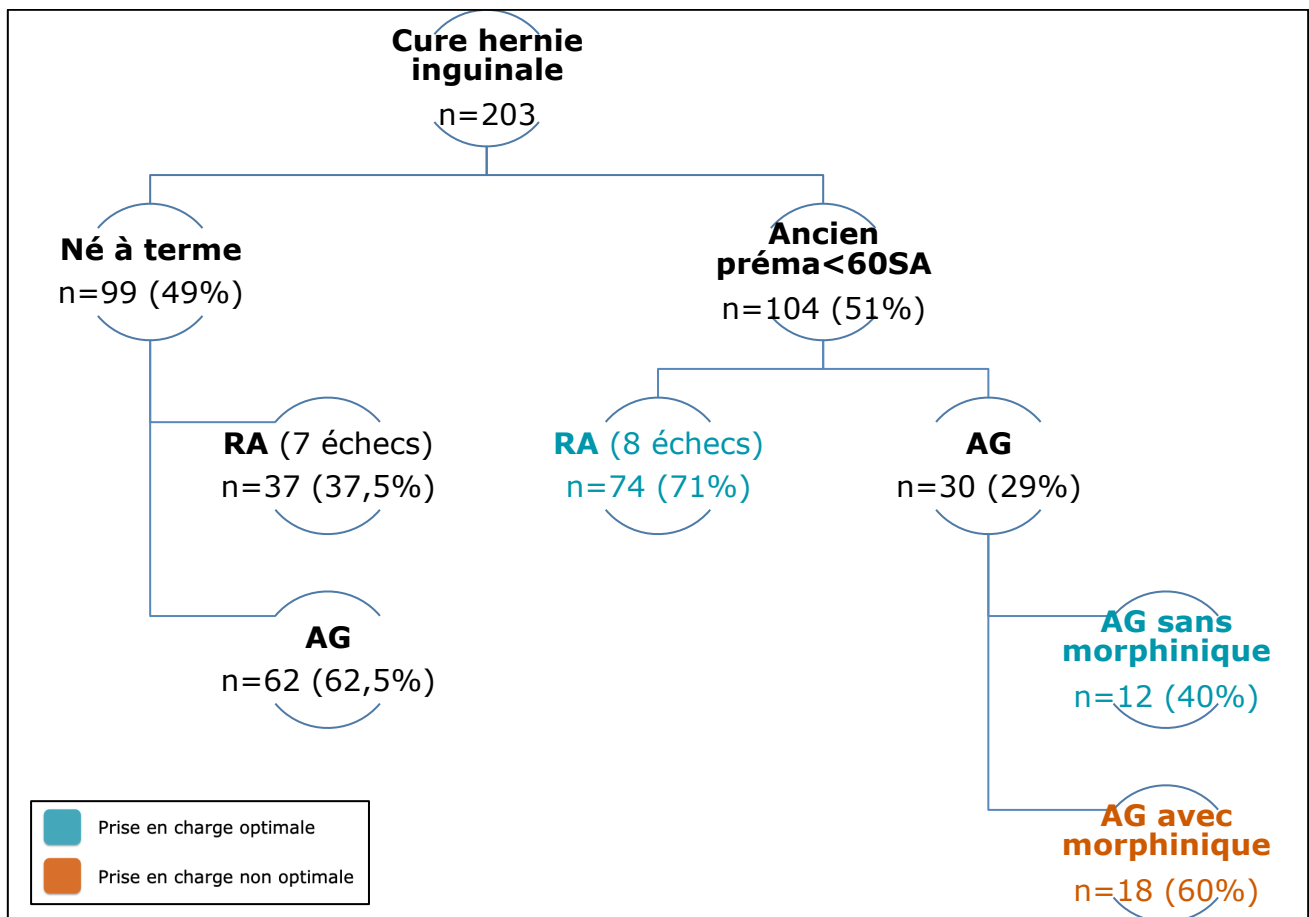 Cure hernie
inguinale
n=203
Né à terme
n=99 (49%)
Ancien
préma<60SA
n=104 (51%)
RA (7 échecs)
n=37 (37,5%)
RA (8 échecs)
n=74 (71%)
AG
n=30 (29%)
AG
n=62 (62,5%)
AG sans
morphinique
n=12 (40%)
AG avec
morphinique
n=18 (60%)
Prise en charge optimale
Prise en charge non optimale